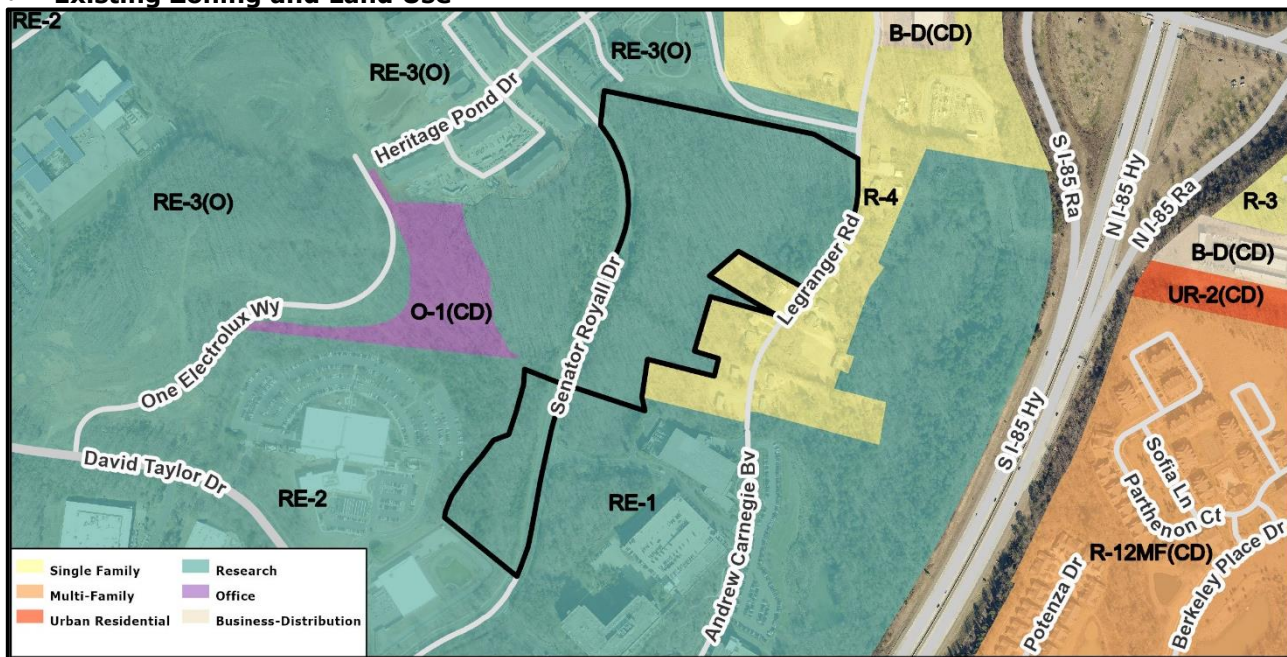 Existing Zoning and Land Use
RE-2
RE-3(O)
RE-3(O)
B-D(CD)
Heritage Pond Dr
S I-85 Ra
N I-85 Hy
N I-85 Ra
RE-3(O)
R-4
R-3
Legranger Rd
B-D(CD)
Senator Royall Dr
UR-2(CD)
O-1(CD)
One Electrolux Wy
S I-85 Hy
David Taylor Dr
Andrew Carnegie Bv
Sofia Ln
Parthenon Ct
RE-2
RE-1
R-12MF(CD)
Potenza Dr
Berkeley Place Dr
Single Family
Research
Multi-Family
Office
Urban Residential
Business-Distribution